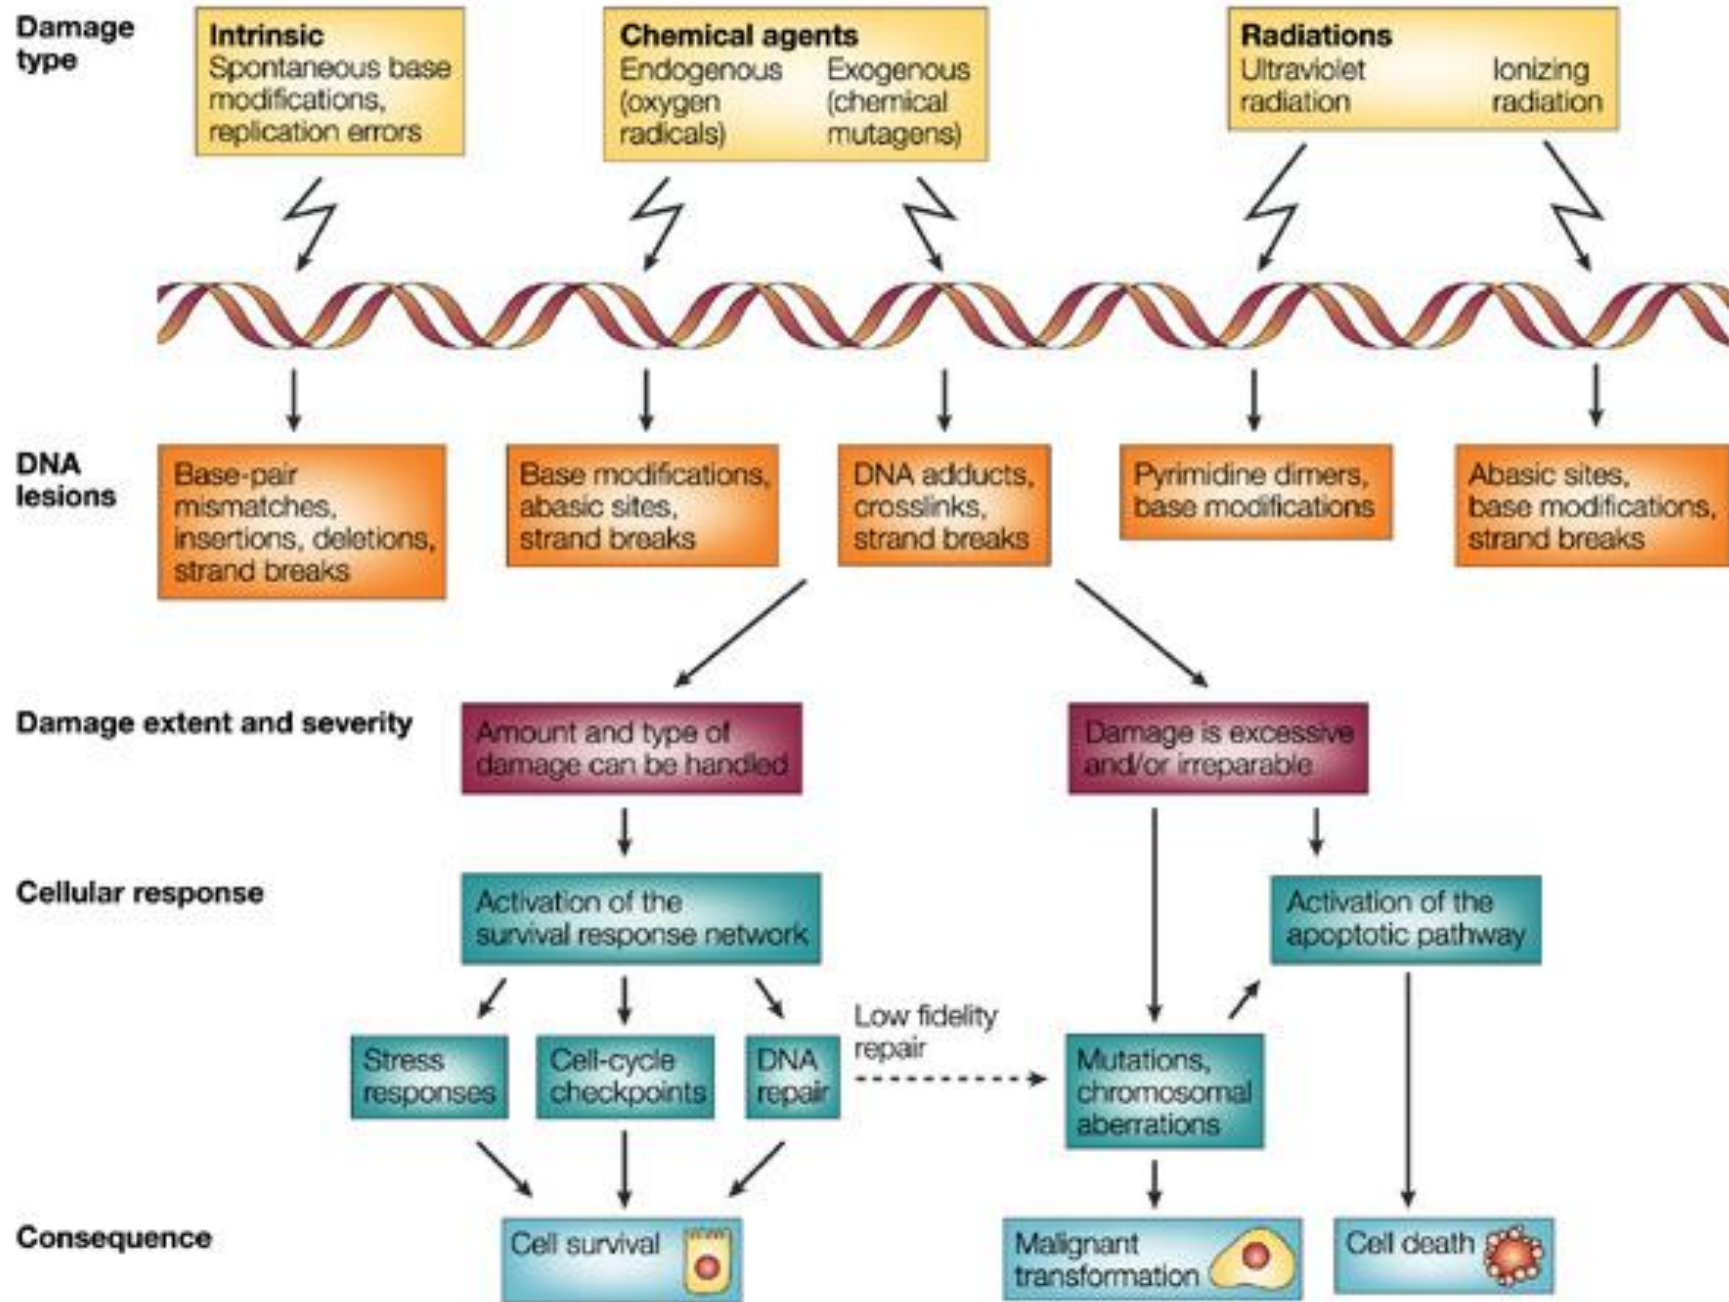 Damage
type
Intrinsic
Spontaneous base
modifications,
replication errors
Chemical agents
Endogenous
(oxygen
radicals)
Exogenous
(chemical
mutagens)
Radiations
Ultraviolet
radiation
Ionizing
radiation
DNA
lesions
Base-pair
mismatches,
insertions, deletions,
strand breaks
Base modifications,
abasic sites,
strand breaks
DNA adducts,
crosslinks,
strand breaks
Pyrimidine dimers,
base modifications
Abasic sites,
base modifications,
strand breaks
Damage extent and severity
Amount and type of
damage can be handled
Damage is excessive
and/or irreparable
Cellular response
Activation of the
survival response network
Activation of the
apoptotic pathway
Stress
responses
Cell-cycle
checkpoints
DNA
repair
Low fidelity
repair
Mutations,
chromosomal
aberrations
Consequence
Cell survival
Malignant
transformation
Cell death